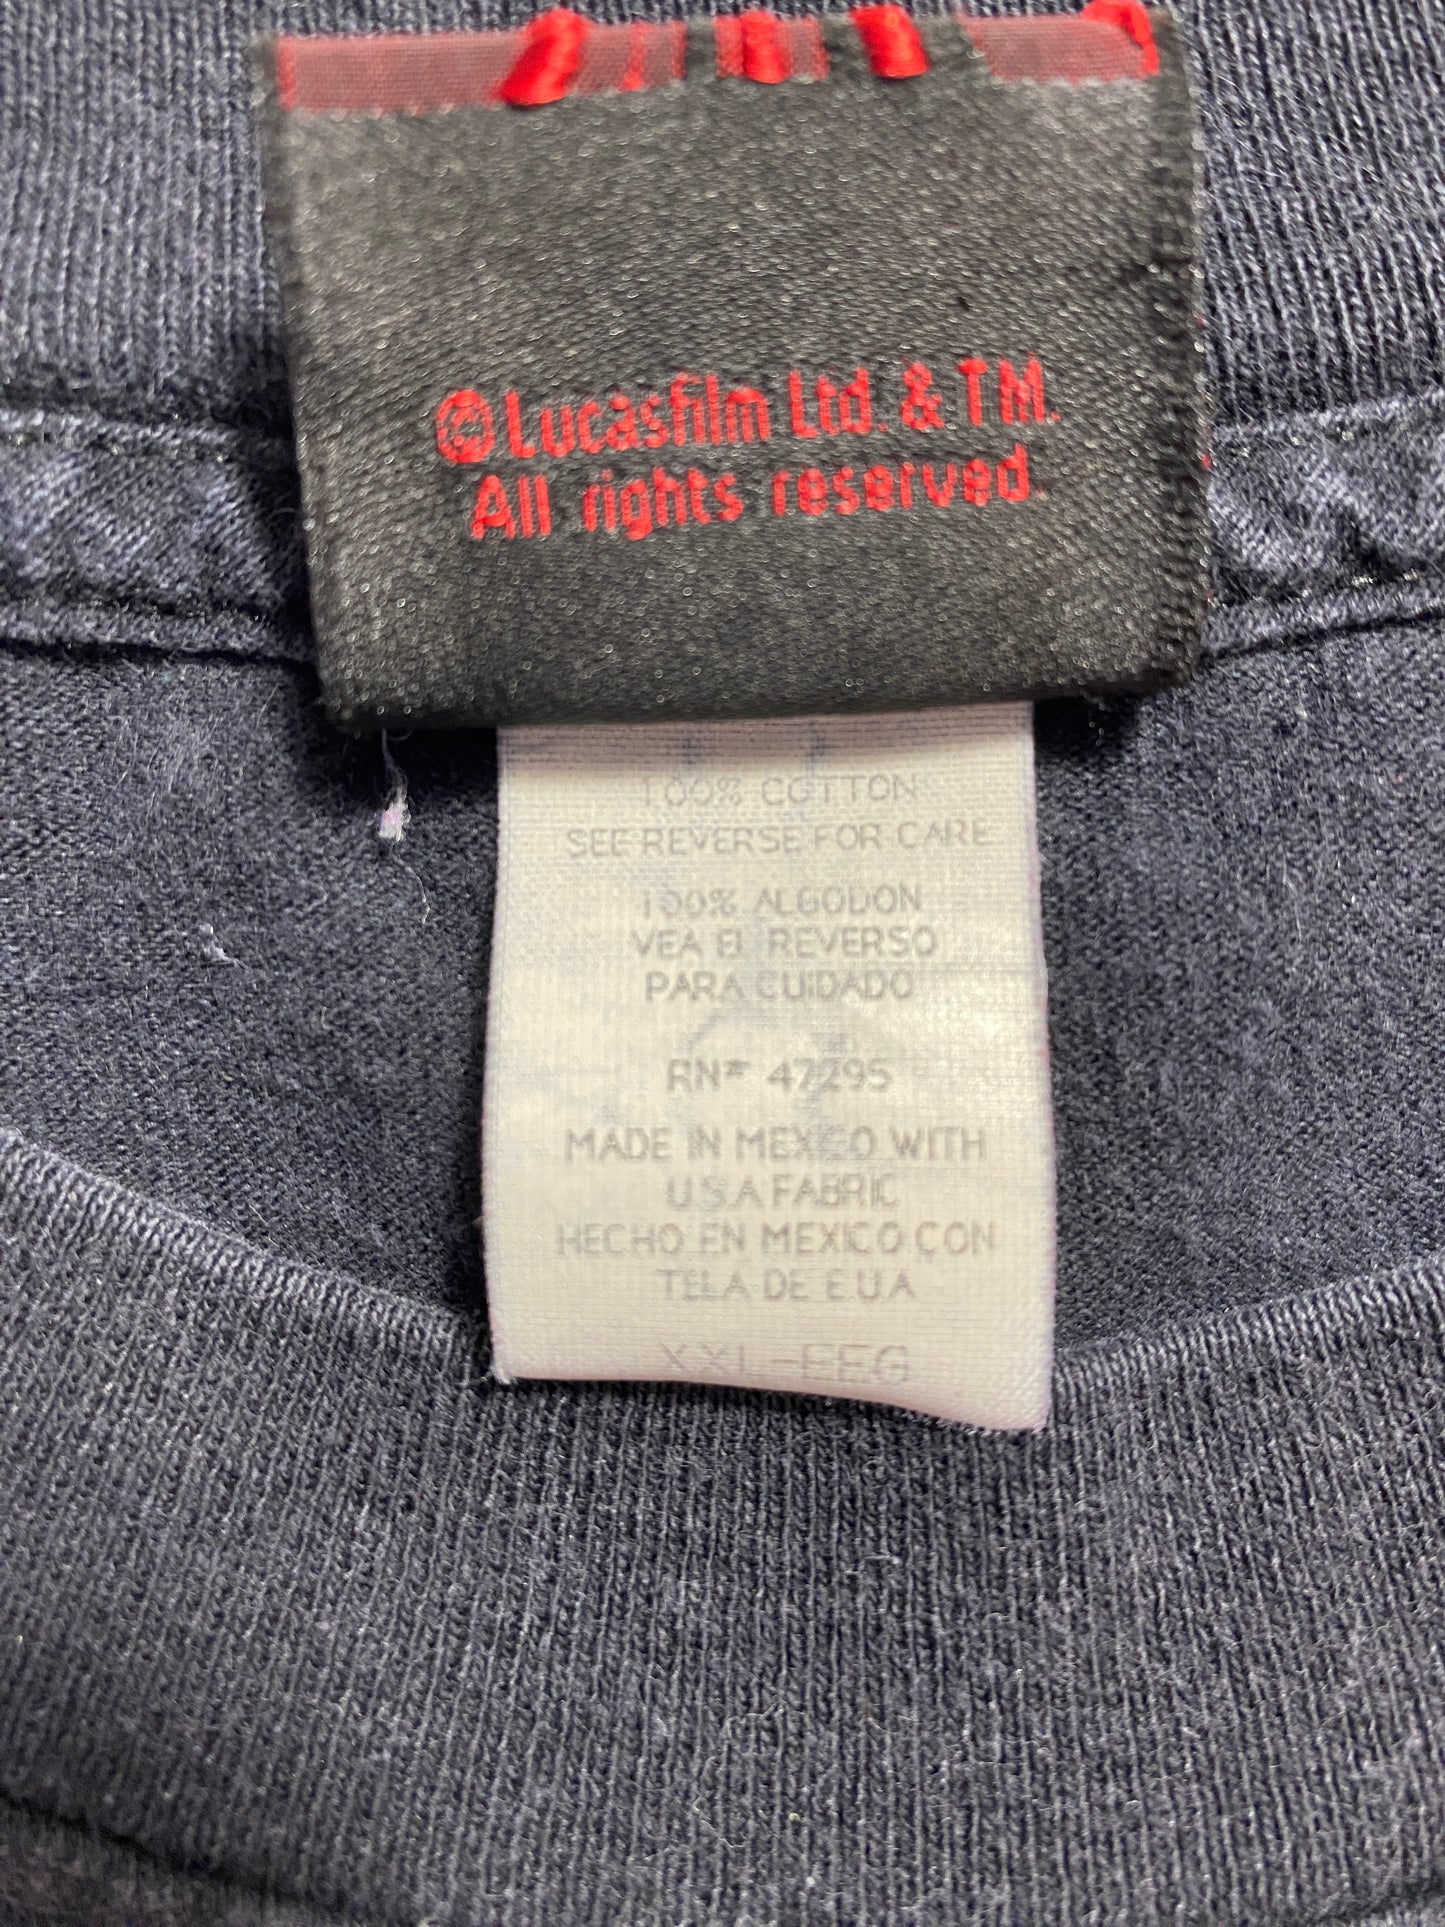 ©Lucasfilm Ltd. & TM.
All rights reserved.
100% COTTON
SEE REVERSE FOR CARE
100% ALGODON
VEA EL REVERSO
PARA CUIDADO
RN# 47295
MADE IN MEXICO WITH
U.S.A FABRIC
HECHO EN MEXICO CON
TELA DE E.U.A
XXL-EEG